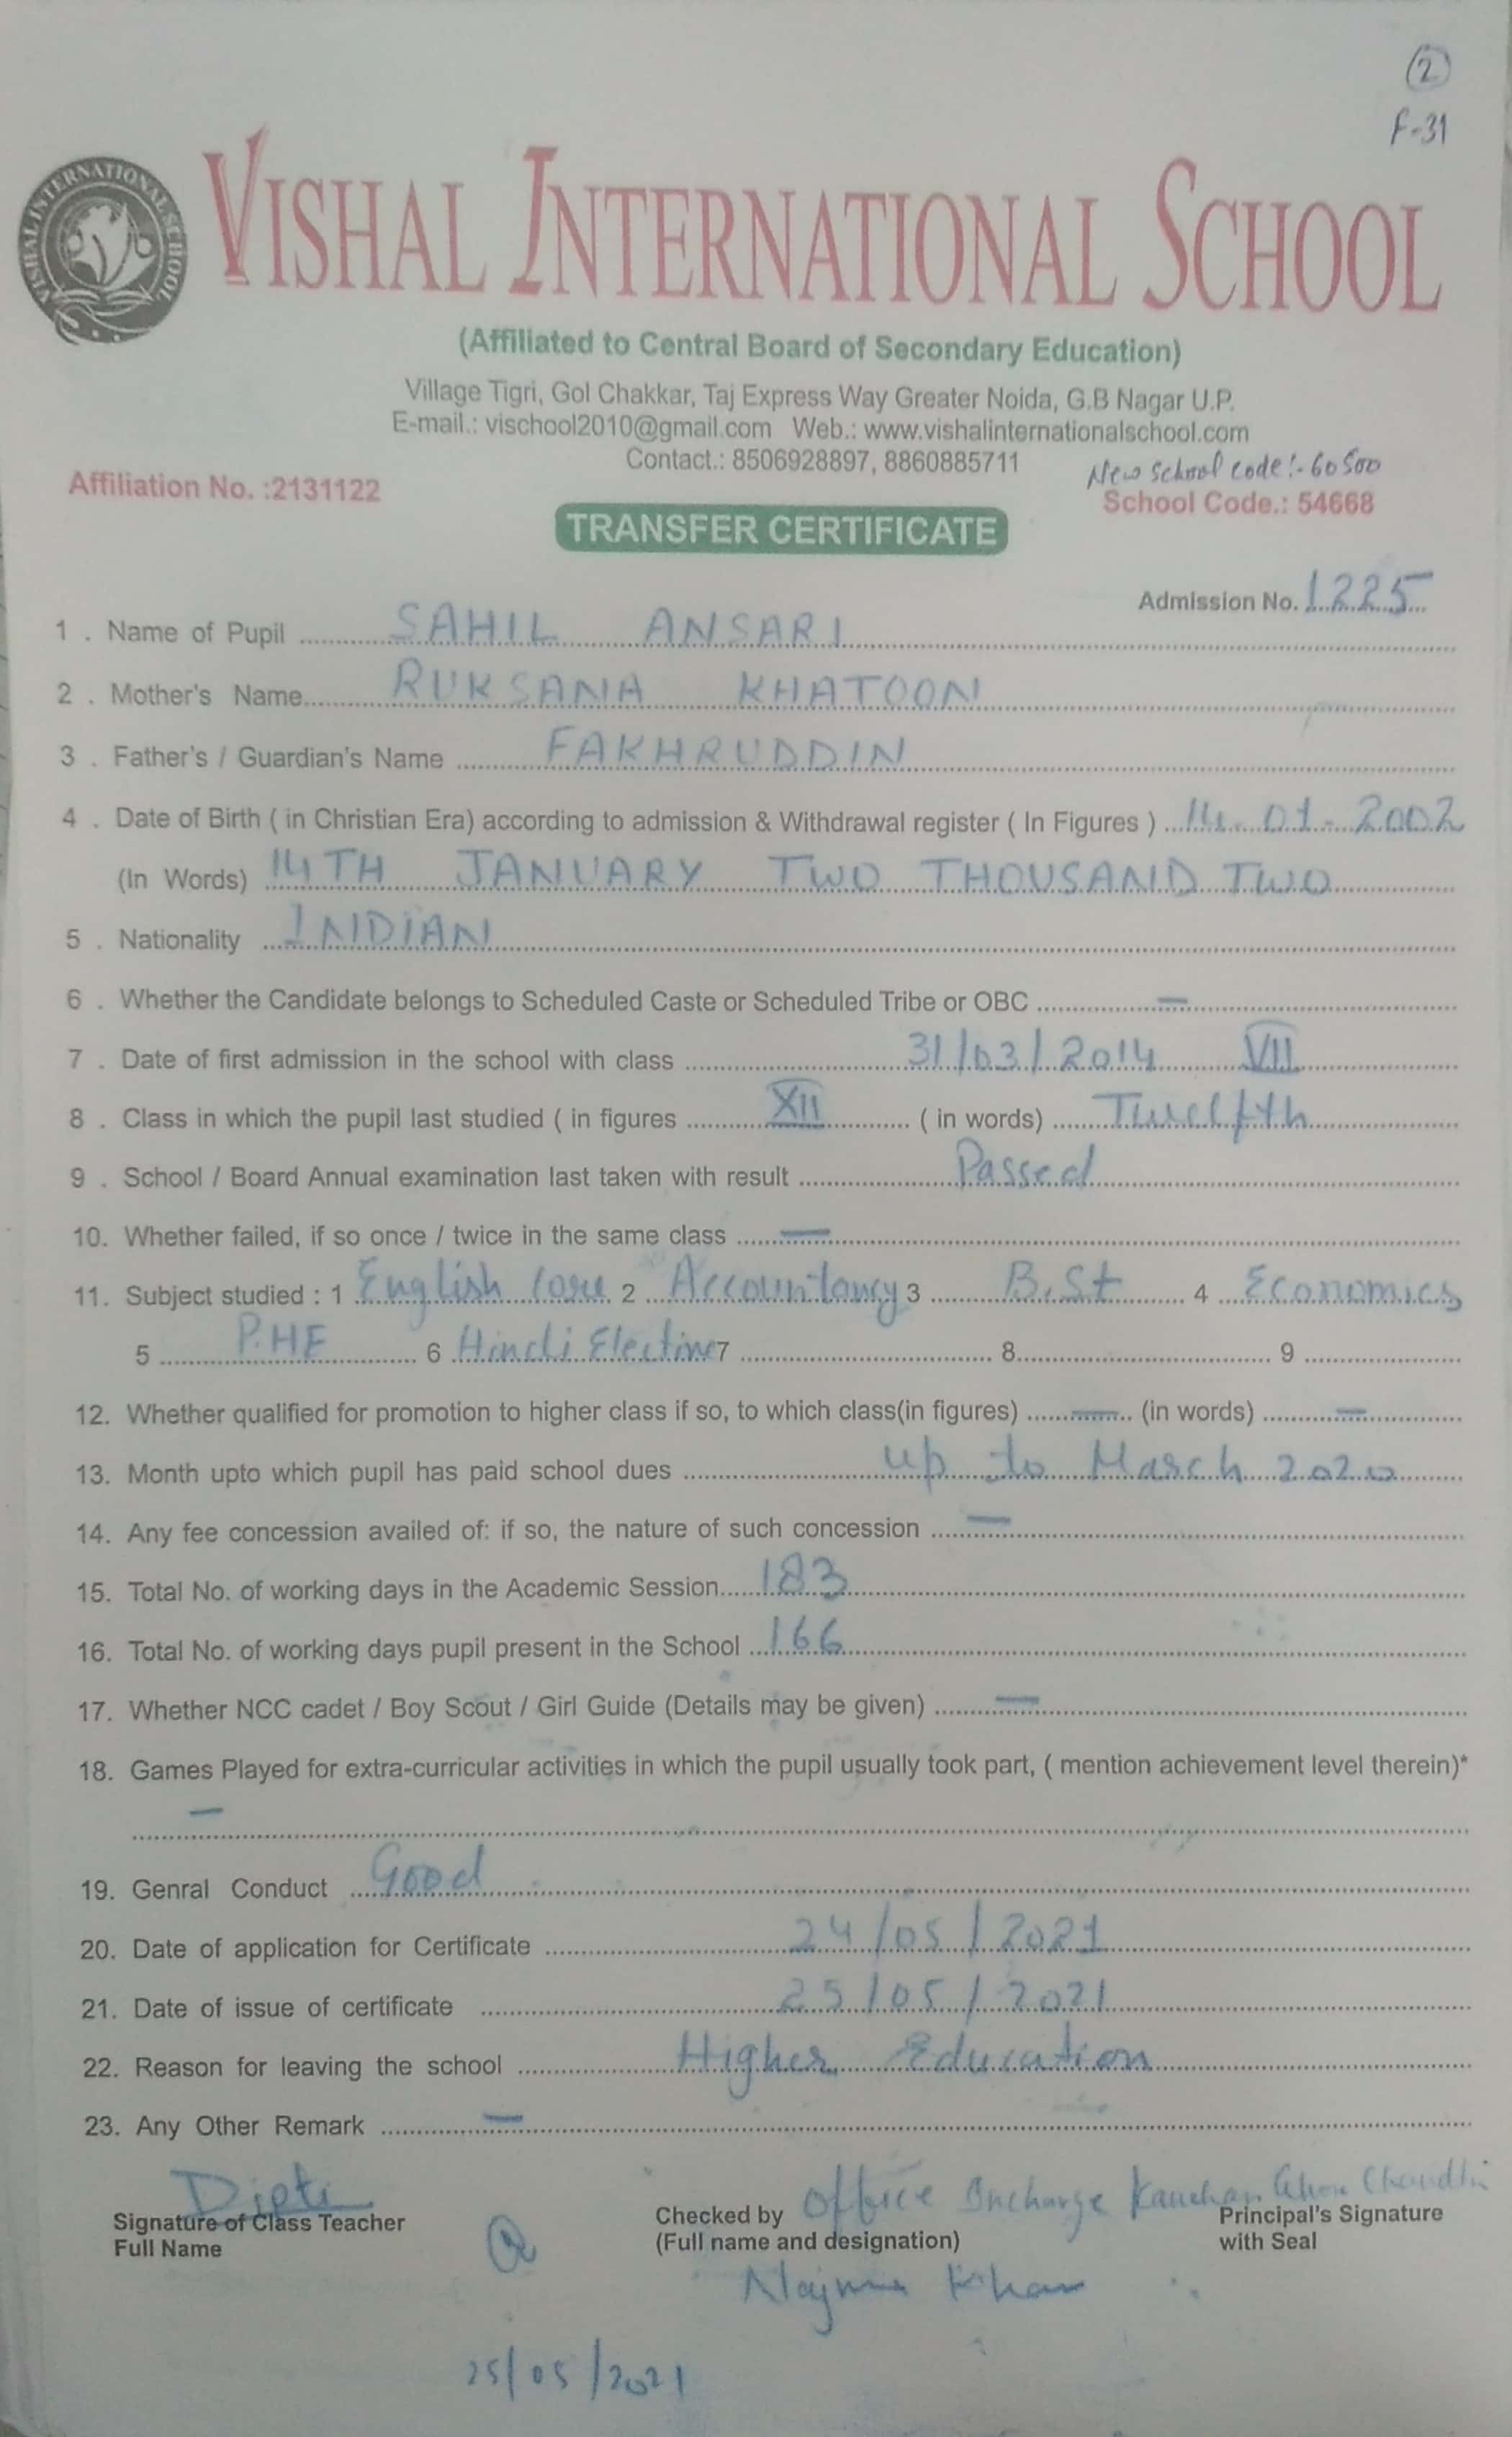 2
F-31
VISHAL INTERNATIONAL SCHOOL
VISHAL INTERNATIONAL SCHOOL
(Affiliated to Central Board of Secondary Education)
Village Tigri, Gol Chakkar, Taj Express Way Greater Noida, G.B Nagar U.P.
E-mail.: vischool2010@gmail.com Web.: www.vishalinternationalschool.com
Contact.: 8506928897, 8860885711
New School code:- 60500
Affiliation No. :2131122 School Code.: 54668
TRANSFER CERTIFICATE
Admission No. 1225
1 . Name of Pupil SAHIL ANSARI
2 . Mother's Name RUKSANA KHATOON
3 . Father's / Guardian's Name FAKHRUDDIN
4 . Date of Birth ( in Christian Era) according to admission & Withdrawal register ( In Figures ) 14-01-2002
(In Words) 14TH JANUARY TWO THOUSAND TWO
5 . Nationality INDIAN
6 . Whether the Candidate belongs to Scheduled Caste or Scheduled Tribe or OBC —
7 . Date of first admission in the school with class 31/03/2014 VII
8 . Class in which the pupil last studied ( in figures XII ( in words) Twelfth
9 . School / Board Annual examination last taken with result Passed
10. Whether failed, if so once / twice in the same class —
11. Subject studied : 1 English Core 2 Accountancy 3 B.St 4 Economics
5 P.HE 6 Hindi Elective 7 8 9
12. Whether qualified for promotion to higher class if so, to which class(in figures) — (in words) —
13. Month upto which pupil has paid school dues up to March 2020
14. Any fee concession availed of: if so, the nature of such concession —
15. Total No. of working days in the Academic Session 183
16. Total No. of working days pupil present in the School 166
17. Whether NCC cadet / Boy Scout / Girl Guide (Details may be given) —
18. Games Played for extra-curricular activities in which the pupil usually took part, ( mention achievement level therein)*
—
19. Genral Conduct Good
20. Date of application for Certificate 24/05/2021
21. Date of issue of certificate 25/05/2021
22. Reason for leaving the school Higher Education
23. Any Other Remark —
Dipti Office Incharge Kanchan
Signature of Class Teacher Checked by Principal's Signature
Full Name (Full name and designation) with Seal
Najma Khan
25/05/2021